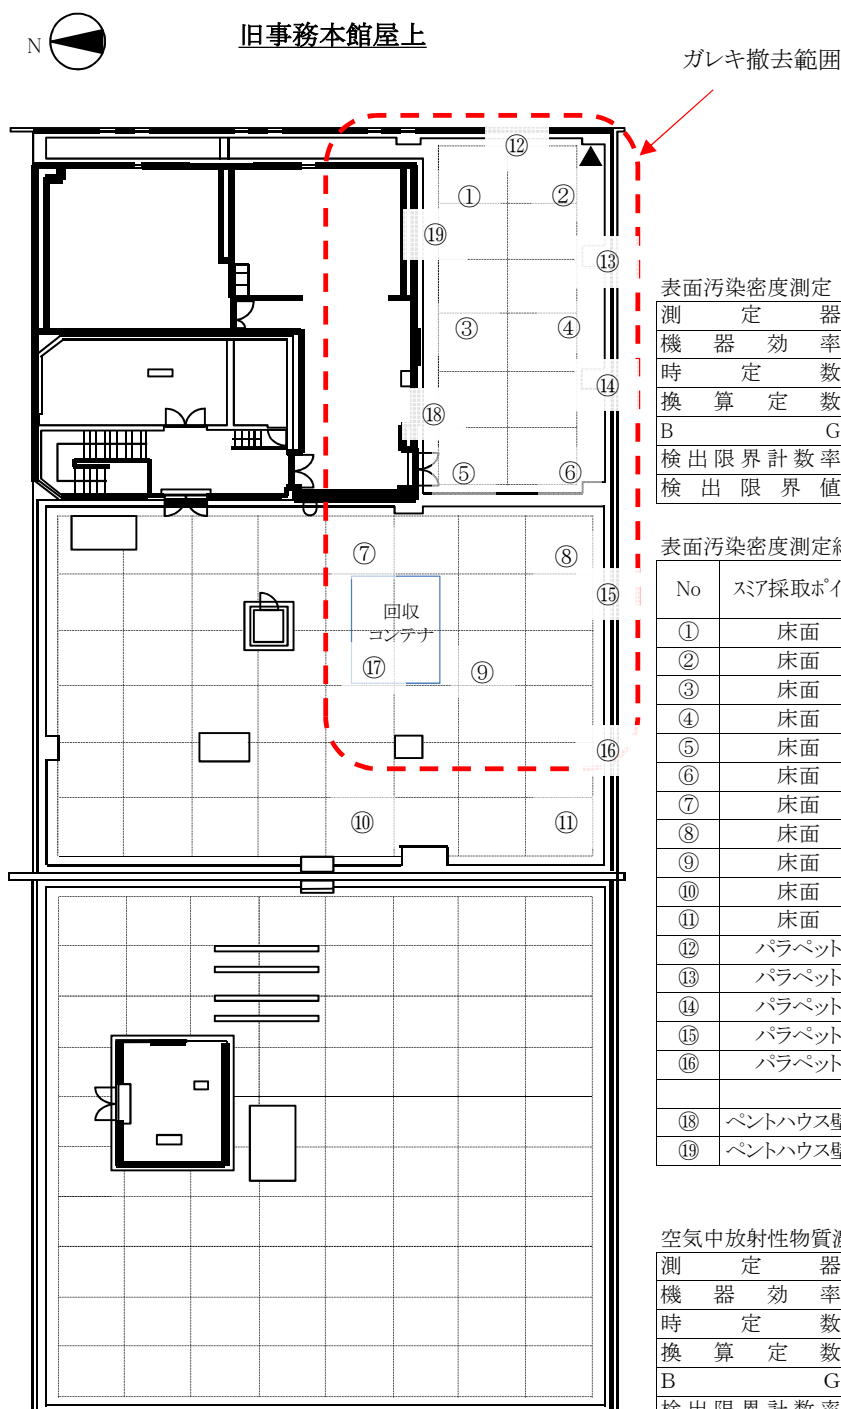 旧事務本館屋上
N
ガレキ撤去範囲
⑫
① ②
⑲
⑬
③ ④
⑭
⑱
⑤ ⑥
⑦ ⑧
⑮
回収
コンテナ
⑰ ⑨
⑯
⑩ ⑪
表面汚染密度測定
測定器
機器効率
時定数
換算定数
BG
検出限界計数率
検出限界値
表面汚染密度測定
No スミア採取ポイ
① 床面
② 床面
③ 床面
④ 床面
⑤ 床面
⑥ 床面
⑦ 床面
⑧ 床面
⑨ 床面
⑩ 床面
⑪ 床面
⑫ パラペット
⑬ パラペット
⑭ パラペット
⑮ パラペット
⑯ パラペット
⑱ ペントハウス壁
⑲ ペントハウス壁
空気中放射性物質濃
測定器
機器効率
時定数
換算定数
BG
検出限界計数率